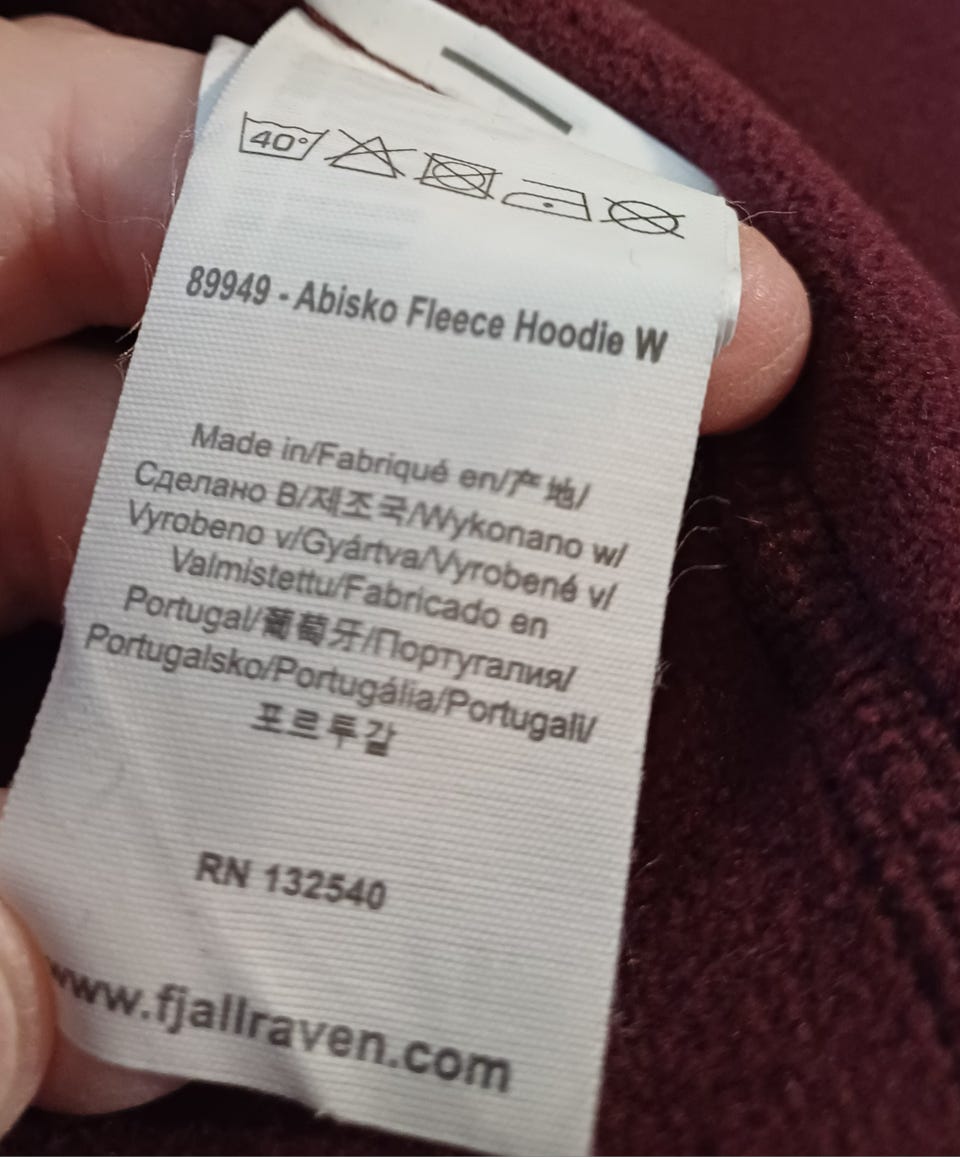 40°
89949 - Abisko Fleece Hoodie W
Made in/Fabriqué en/产地/
Сделано В/제조국/Wykonano w/
Vyrobeno v/Gyártva/Vyrobené v/
Valmistettu/Fabricado en
Portugal/葡萄牙/Португалия/
Portugalsko/Portugália/Portugali/
포르투갈
RN 132540
www.fjallraven.com